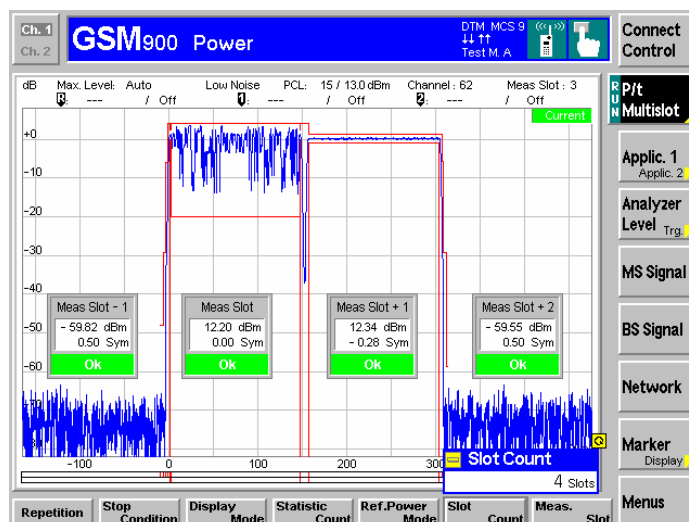 Ch. 1
Ch. 2
GSM900 Power
DTM MCS 9
Test M. A
Connect Control
dB Max. Level: Auto Low Noise PCL: 15 / 13.0 dBm Channel : 62 Meas Slot : 3
R: --- / Off 1: --- / Off 2: --- / Off
Current
+0
-10
-20
-30
-40
-50
-60
-70
Meas Slot - 1
- 59.82 dBm
0.50 Sym
Ok
Meas Slot
12.20 dBm
0.00 Sym
Ok
Meas Slot + 1
12.34 dBm
- 0.28 Sym
Ok
Meas Slot + 2
- 59.55 dBm
0.50 Sym
Ok
-100 0 100 200 300
Slot Count
4 Slots
RUN
P/t Multislot
Applic. 1
Applic. 2
Analyzer Level Trg.
MS Signal
BS Signal
Network
Marker
Display
Menus
Repetition
Stop Condition
Display Mode
Statistic Count
Ref.Power Mode
Slot Count
Meas. Slot